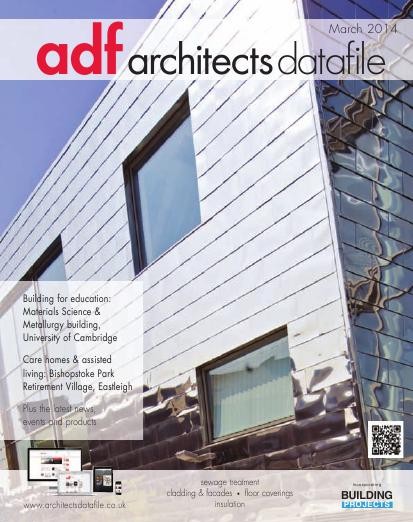 March 2014
adf architects datafile
Building for education:
Materials Science &
Metallurgy building,
University of Cambridge
Care homes & assisted
living: Bishopstoke Park
Retirement Village, Eastleigh
Plus the latest news,
events and products
www.architectsdatafile.co.uk
sewage treatment
cladding & facades • floor coverings
insulation
Incorporating
BUILDING
PROJECTS